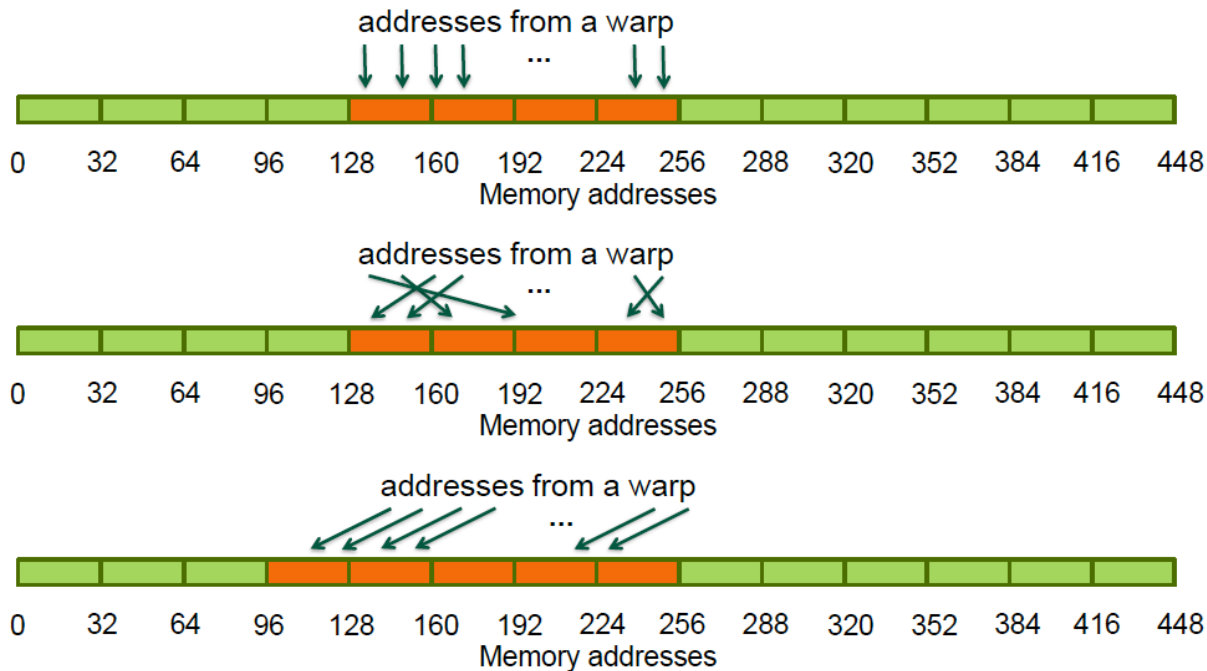 addresses from a warp
...
0 32 64 96 128 160 192 224 256 288 320 352 384 416 448
Memory addresses
addresses from a warp
...
0 32 64 96 128 160 192 224 256 288 320 352 384 416 448
Memory addresses
addresses from a warp
...
0 32 64 96 128 160 192 224 256 288 320 352 384 416 448
Memory addresses